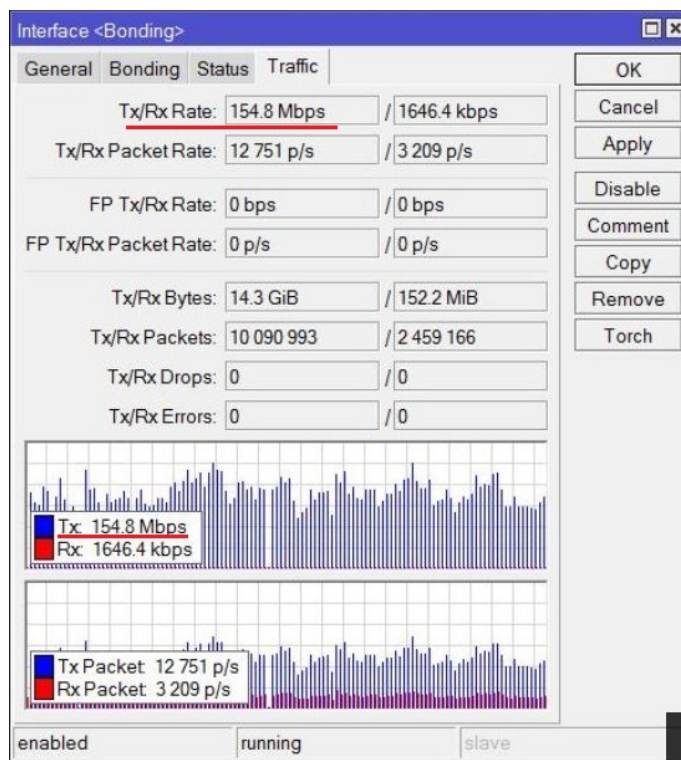 Interface <Bonding>
General Bonding Status Traffic
OK
Tx/Rx Rate: 154.8 Mbps / 1646.4 kbps
Cancel
Tx/Rx Packet Rate: 12 751 p/s / 3 209 p/s
Apply
FP Tx/Rx Rate: 0 bps / 0 bps
Disable
FP Tx/Rx Packet Rate: 0 p/s / 0 p/s
Comment
Copy
Tx/Rx Bytes: 14.3 GiB / 152.2 MiB
Remove
Tx/Rx Packets: 10 090 993 / 2 459 166
Torch
Tx/Rx Drops: 0 / 0
Tx/Rx Errors: 0 / 0
Tx: 154.8 Mbps
Rx: 1646.4 kbps
Tx Packet: 12 751 p/s
Rx Packet: 3 209 p/s
enabled running slave